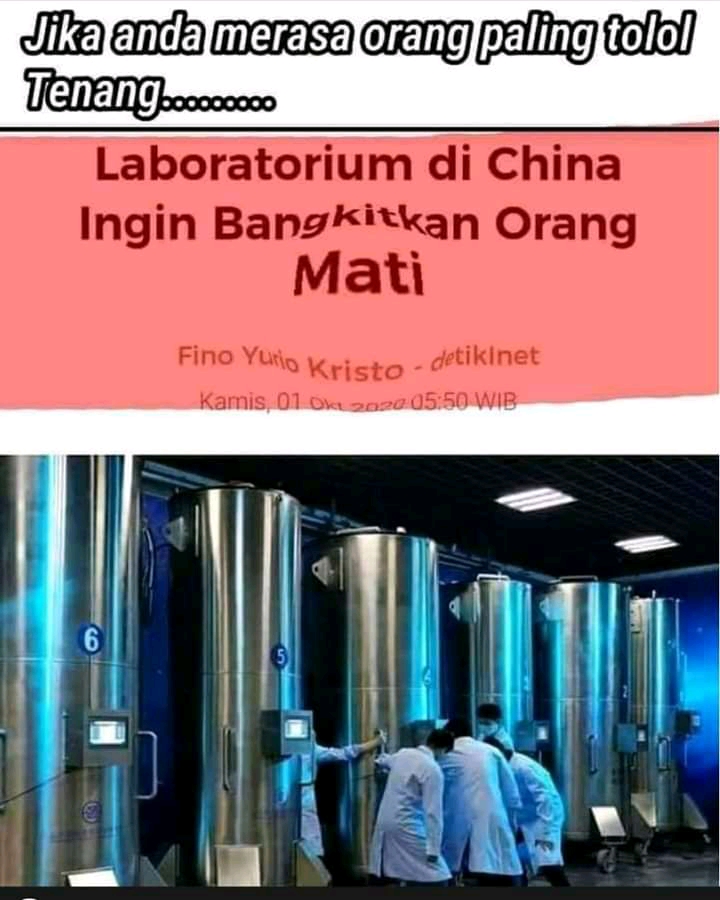 Jika anda merasa orang paling tolol
Tenang..........
Laboratorium di China
Ingin Bangkitkan Orang
Mati
Fino Yurio Kristo - detikInet
Kamis, 01 Okt 2020 05:50 WIB
6
5
2